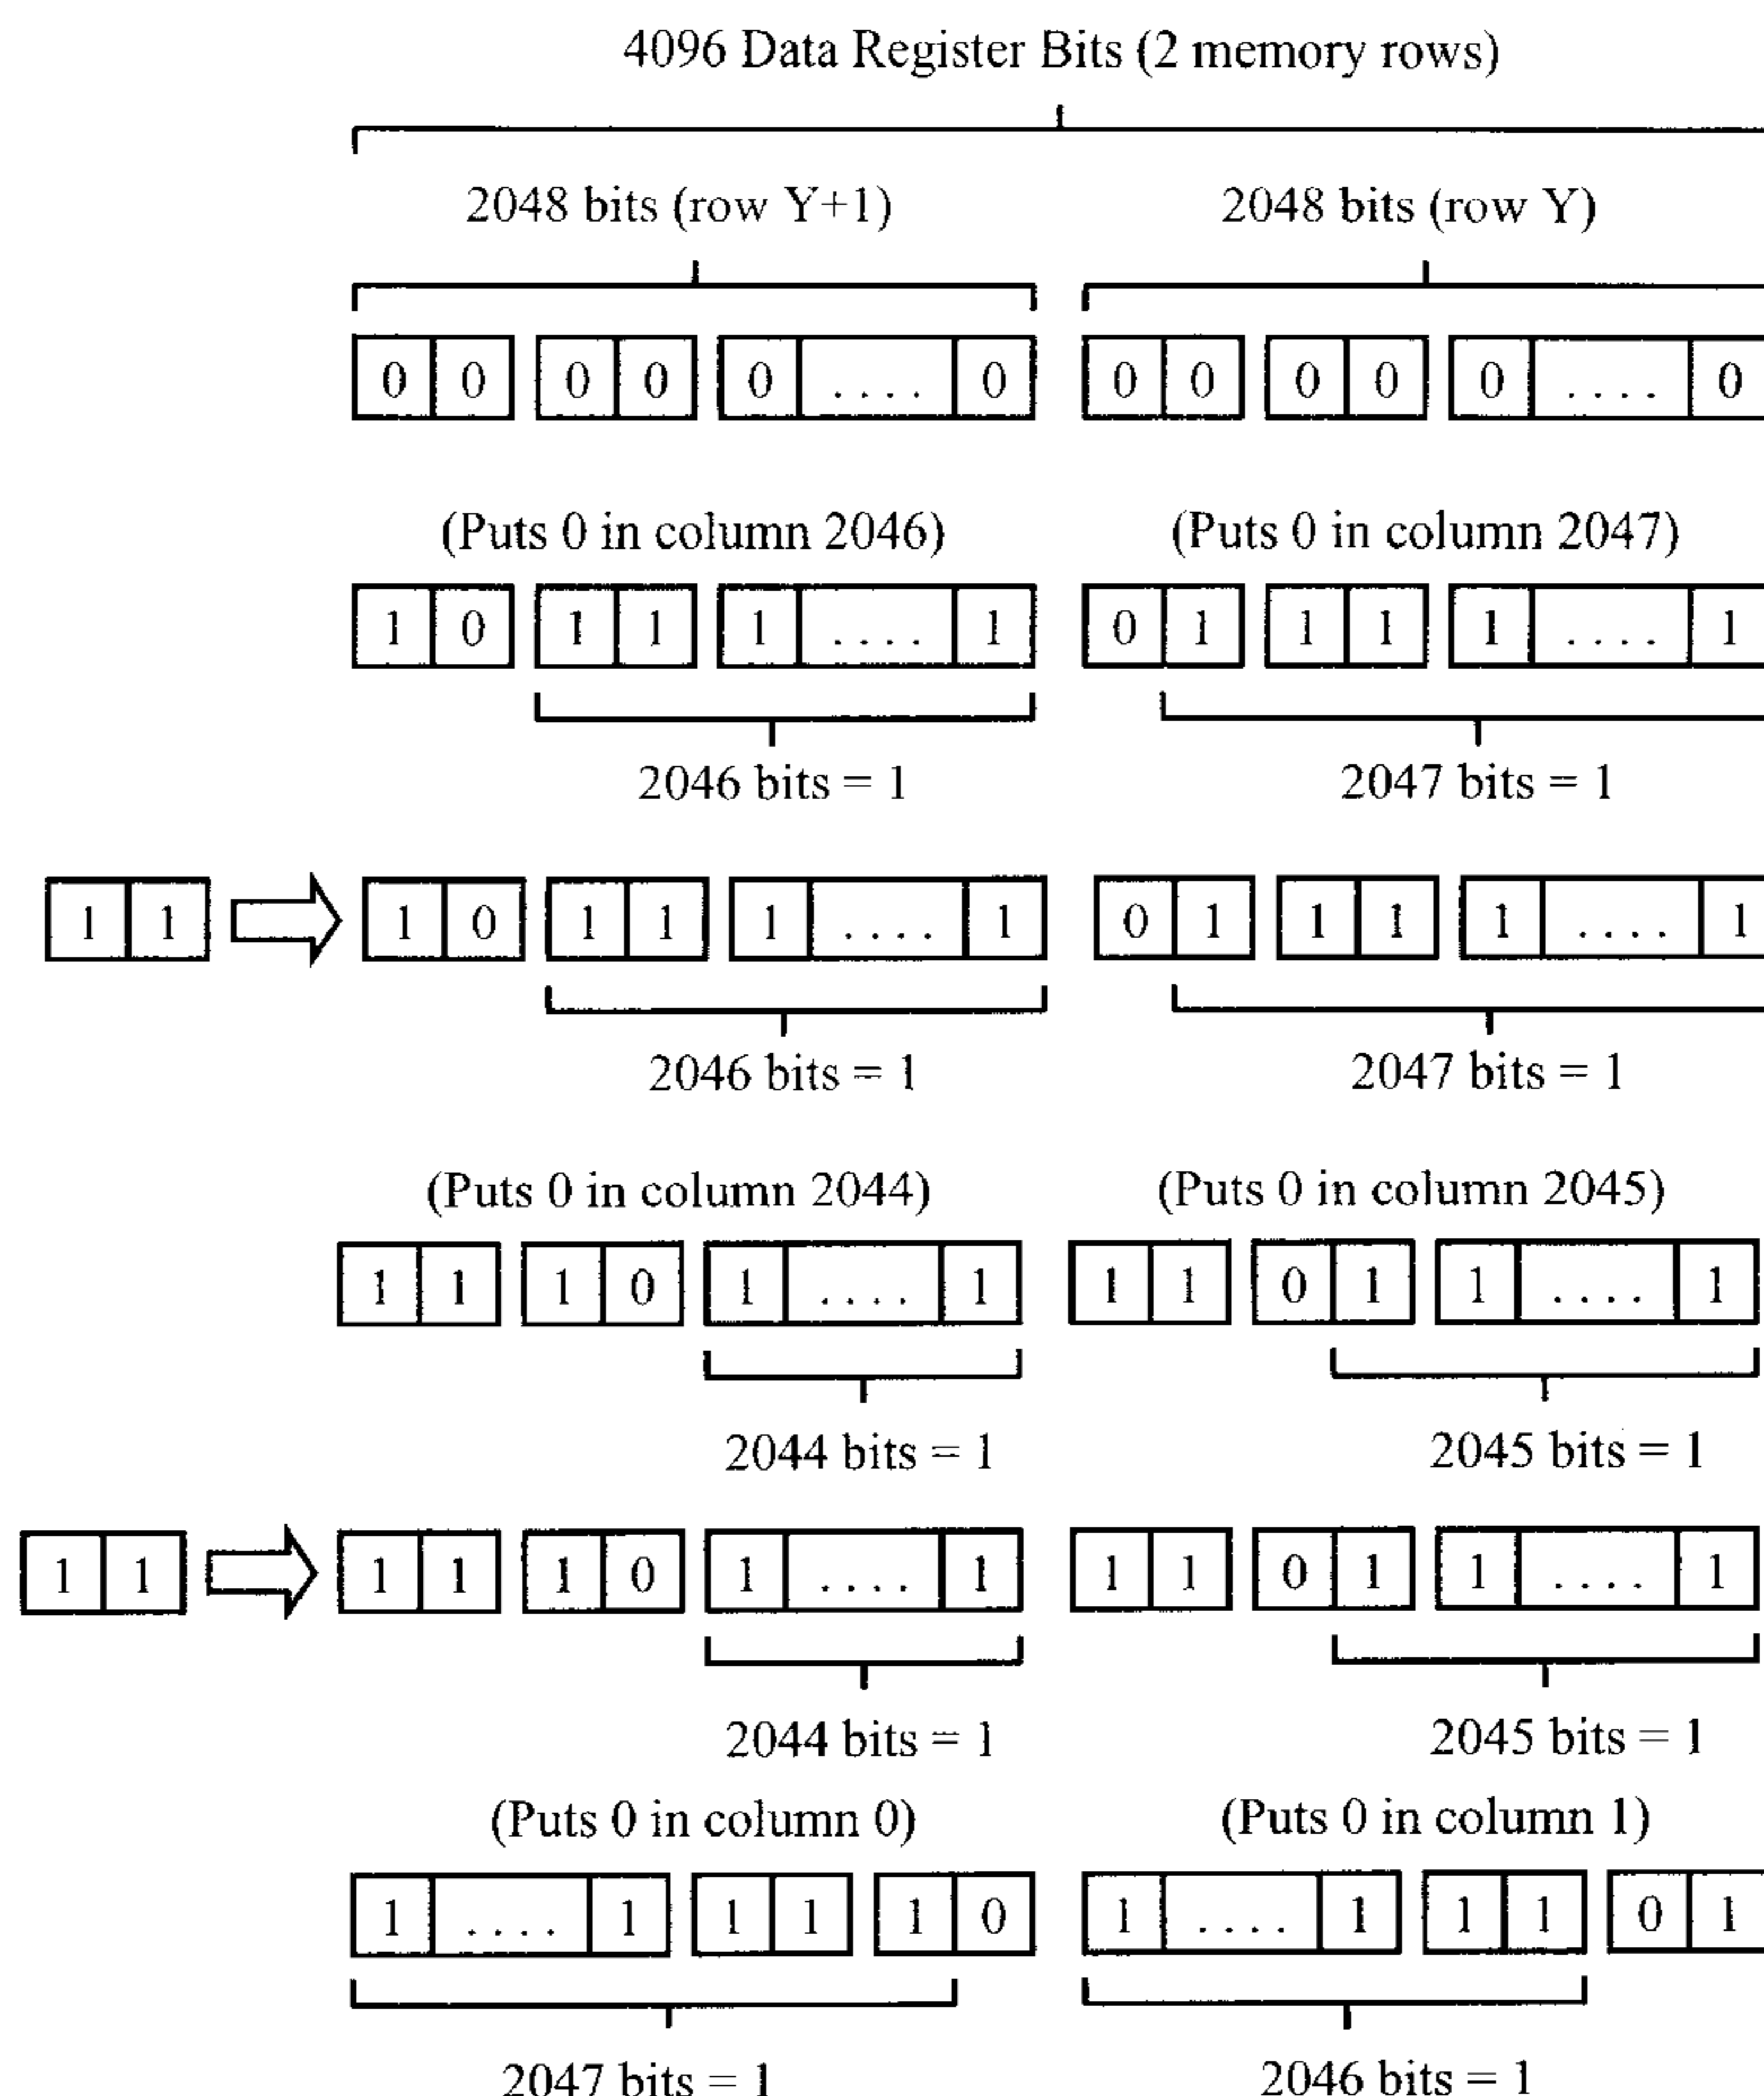 4096 Data Register Bits (2 memory rows)
2048 bits (row Y+1) 2048 bits (row Y)
0 0 0 0 0 .... 0 0 0 0 0 0 .... 0
(Puts 0 in column 2046) (Puts 0 in column 2047)
1 0 1 1 1 .... 1 0 1 1 1 1 .... 1
2046 bits = 1 2047 bits = 1
1 1 1 0 1 1 1 .... 1 0 1 1 1 1 .... 1
2046 bits = 1 2047 bits = 1
(Puts 0 in column 2044) (Puts 0 in column 2045)
1 1 1 0 1 .... 1 1 1 0 1 1 .... 1
2044 bits = 1 2045 bits = 1
1 1 1 1 1 0 1 .... 1 1 1 0 1 1 .... 1
2044 bits = 1 2045 bits = 1
(Puts 0 in column 0) (Puts 0 in column 1)
1 .... 1 1 1 1 0 1 .... 1 1 1 0 1
2047 bits = 1 2046 bits = 1